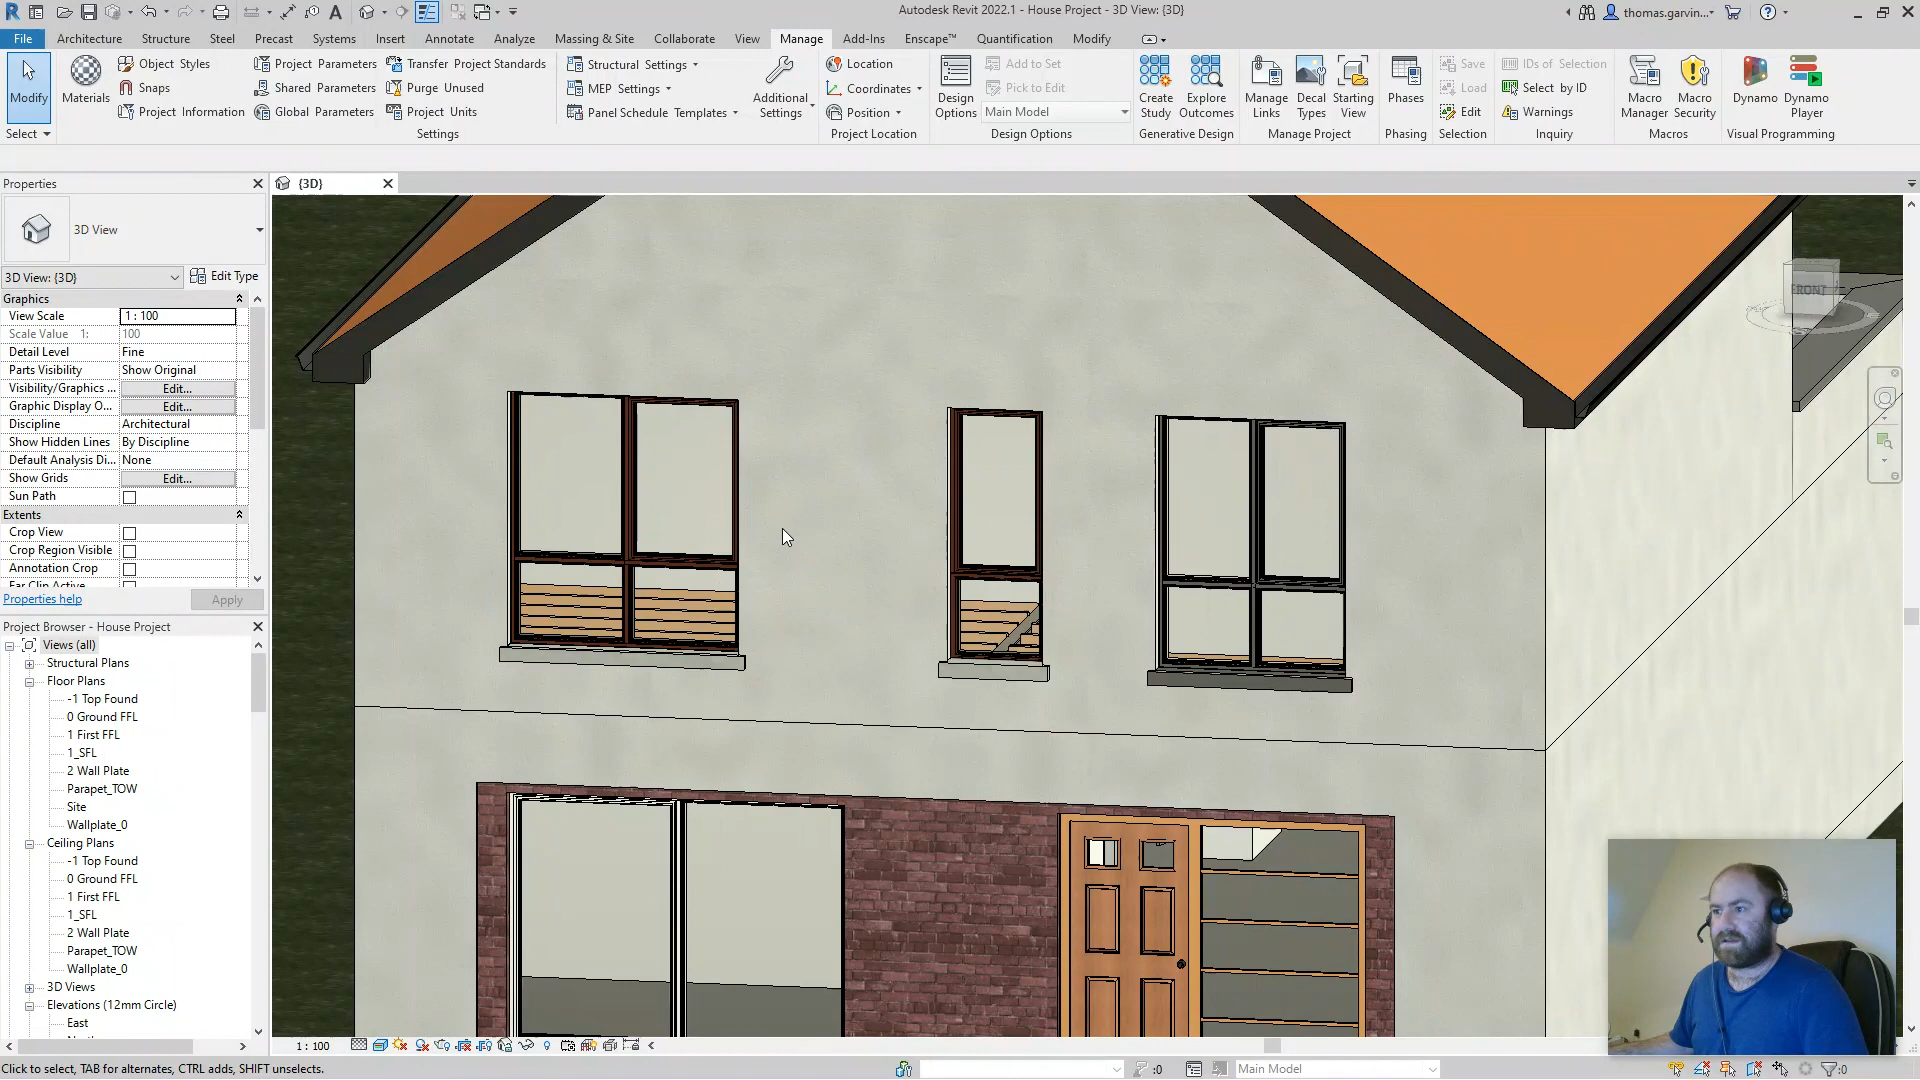 Autodesk Revit 2022.1 - House Project - 3D View: {3D}
thomas.garvin...
File Architecture Structure Steel Precast Systems Insert Annotate Analyze Massing & Site Collaborate View Manage Add-Ins Enscape™ Quantification Modify
Modify
Select
Materials
Object Styles
Snaps
Project Information
Project Parameters
Shared Parameters
Global Parameters
Transfer Project Standards
Purge Unused
Project Units
Settings
Structural Settings
MEP Settings
Panel Schedule Templates
Additional Settings
Location
Coordinates
Position
Project Location
Design Options
Add to Set
Pick to Edit
Main Model
Design Options
Create Study
Explore Outcomes
Generative Design
Manage Links
Decal Types
Starting View
Manage Project
Phases
Phasing
Save
Load
Edit
Selection
IDs of Selection
Select by ID
Warnings
Inquiry
Macro Manager
Macro Security
Macros
Dynamo
Dynamo Player
Visual Programming
Properties
{3D}
3D View
3D View: {3D}
Edit Type
Graphics
View Scale 1 : 100
Scale Value 1: 100
Detail Level Fine
Parts Visibility Show Original
Visibility/Graphics ... Edit...
Graphic Display O... Edit...
Discipline Architectural
Show Hidden Lines By Discipline
Default Analysis Di... None
Show Grids Edit...
Sun Path
Extents
Crop View
Crop Region Visible
Annotation Crop
Far Clip Active
Properties help
Apply
Project Browser - House Project
Views (all)
Structural Plans
Floor Plans
-1 Top Found
0 Ground FFL
1 First FFL
1_SFL
2 Wall Plate
Parapet_TOW
Site
Wallplate_0
Ceiling Plans
-1 Top Found
0 Ground FFL
1 First FFL
1_SFL
2 Wall Plate
Parapet_TOW
Wallplate_0
3D Views
Elevations (12mm Circle)
East
FRONT
1 : 100
Click to select, TAB for alternates, CTRL adds, SHIFT unselects.
:0
Main Model
:0